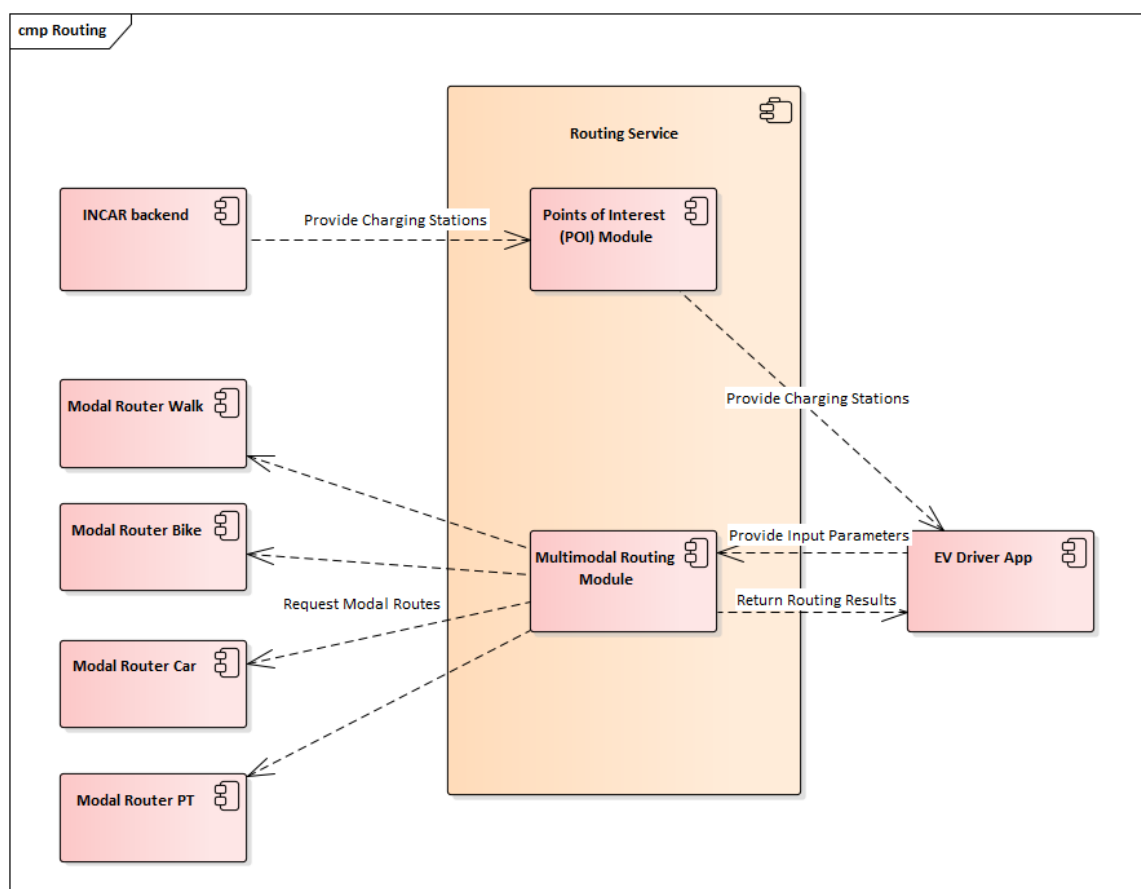 cmp Routing
Routing Service
INCAR backend
Provide Charging Stations
Points of Interest
(POI) Module
Modal Router Walk
Provide Charging Stations
Modal Router Bike
Multimodal Routing
Module
Provide Input Parameters
EV Driver App
Request Modal Routes
Return Routing Results
Modal Router Car
Modal Router PT